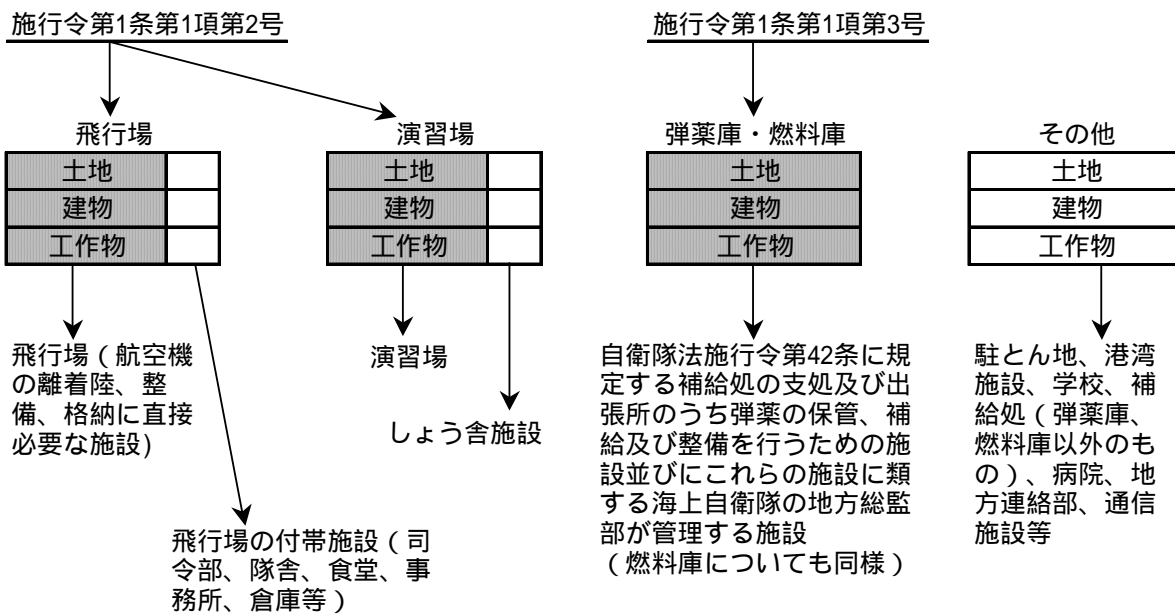 施行令第1条第1項第2号
施行令第1条第1項第3号
飛行場
土地
建物
工作物
演習場
土地
建物
工作物
弾薬庫・燃料庫
土地
建物
工作物
その他
土地
建物
工作物
飛行場（航空機
の離着陸、整
備、格納に直接
必要な施設)
飛行場の付帯施設（司
令部、隊舎、食堂、事
務所、倉庫等）
演習場
しょう舎施設
自衛隊法施行令第42条に規
定する補給処の支処及び出
張所のうち弾薬の保管、補
給及び整備を行うための施
設並びにこれらの施設に類
する海上自衛隊の地方総監
部が管理する施設
（燃料庫についても同様）
駐とん地、港湾
施設、学校、補
給処（弾薬庫、
燃料庫以外のも
の）、病院、地
方連絡部、通信
施設等